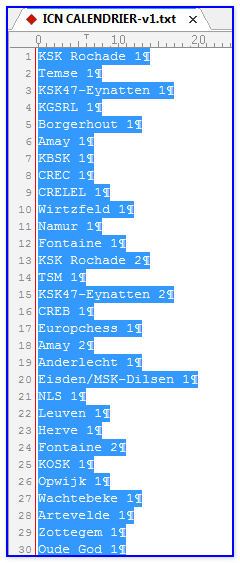 ICN CALENDRIER-v1.txt ×
0 10 20
1 KSK Rochade 1¶
2 Temse 1¶
3 KSK47-Eynatten 1¶
4 KGSRL 1¶
5 Borgerhout 1¶
6 Amay 1¶
7 KBSK 1¶
8 CREC 1¶
9 CRELEL 1¶
10 Wirtzfeld 1¶
11 Namur 1¶
12 Fontaine 1¶
13 KSK Rochade 2¶
14 TSM 1¶
15 KSK47-Eynatten 2¶
16 CREB 1¶
17 Europchess 1¶
18 Amay 2¶
19 Anderlecht 1¶
20 Eisden/MSK-Dilsen 1¶
21 NLS 1¶
22 Leuven 1¶
23 Herve 1¶
24 Fontaine 2¶
25 KOSK 1¶
26 Opwijk 1¶
27 Wachtebeke 1¶
28 Artevelde 1¶
29 Zottegem 1¶
30 Oude God 1¶